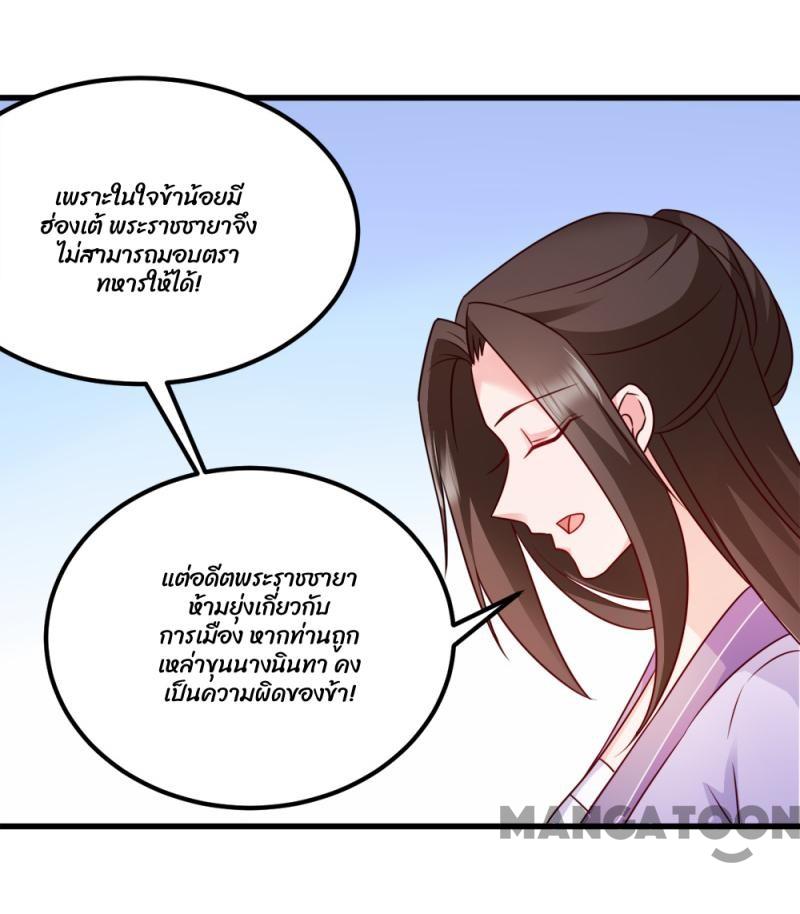 เพราะในใจข้าน้อยมี
ฮ่องเต้ พระราชชายาจึง
ไม่สามารถมอบตรา
ทหารให้ได้!
แต่อดีตพระราชชายา
ห้ามยุ่งเกี่ยวกับ
การเมือง หากท่านถูก
เหล่าขุนนางนินทา คง
เป็นความผิดของข้า!
MANGATOON